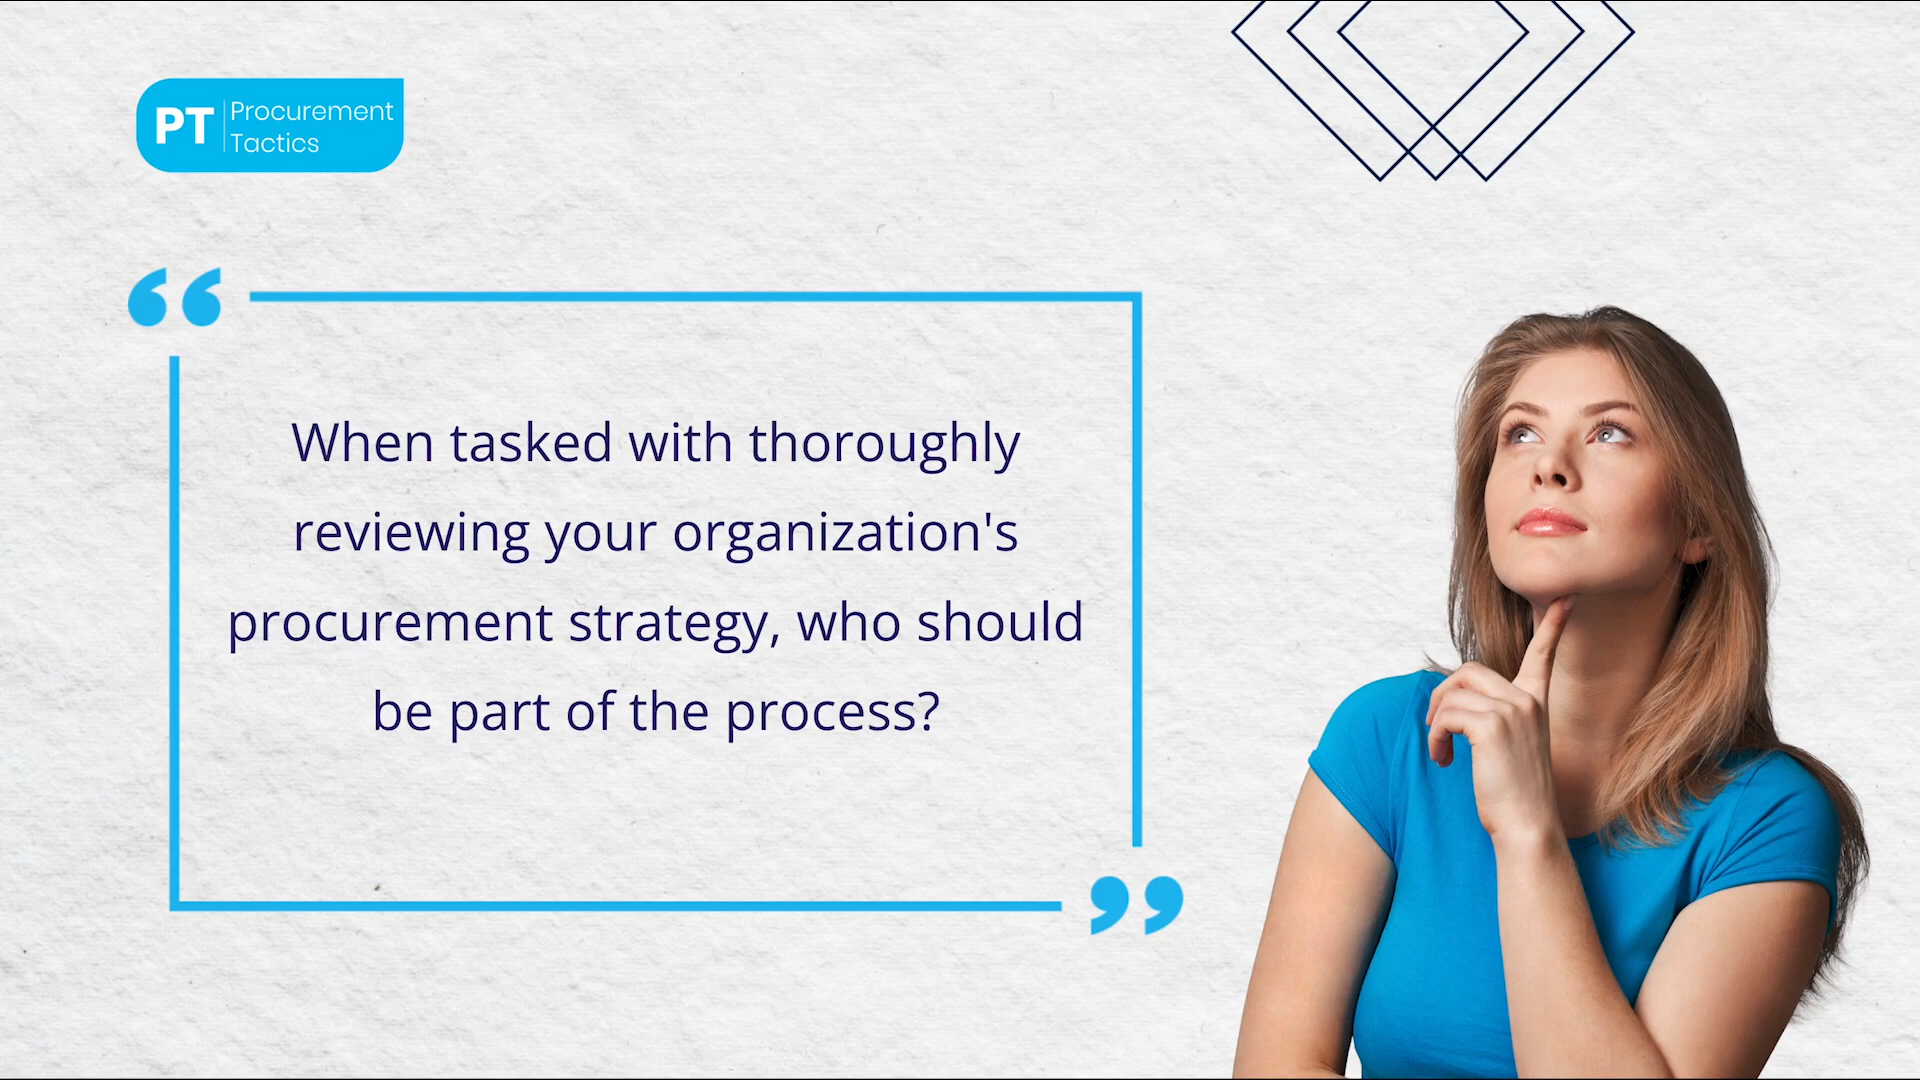 PT
Procurement
Tactics
When tasked with thoroughly
reviewing your organization's
procurement strategy, who should
be part of the process?